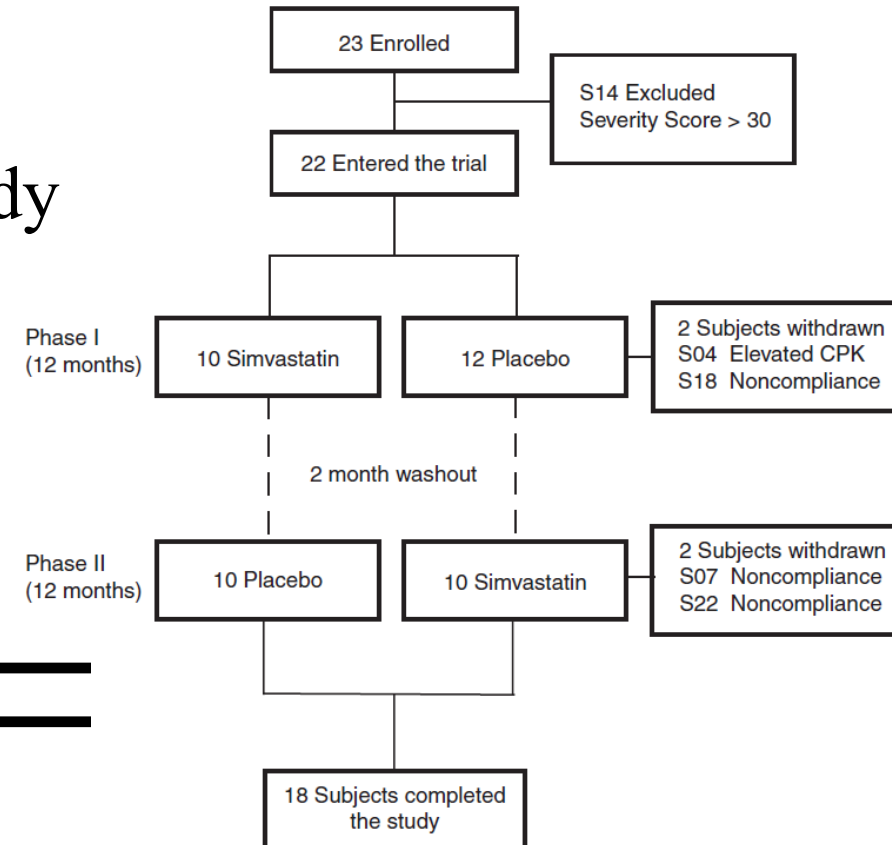 23 Enrolled
S14 Excluded
Severity Score > 30
22 Entered the trial
dy
Phase I
(12 months)
10 Simvastatin
12 Placebo
2 Subjects withdrawn
S04 Elevated CPK
S18 Noncompliance
2 month washout
Phase II
(12 months)
10 Placebo
10 Simvastatin
2 Subjects withdrawn
S07 Noncompliance
S22 Noncompliance
18 Subjects completed
the study